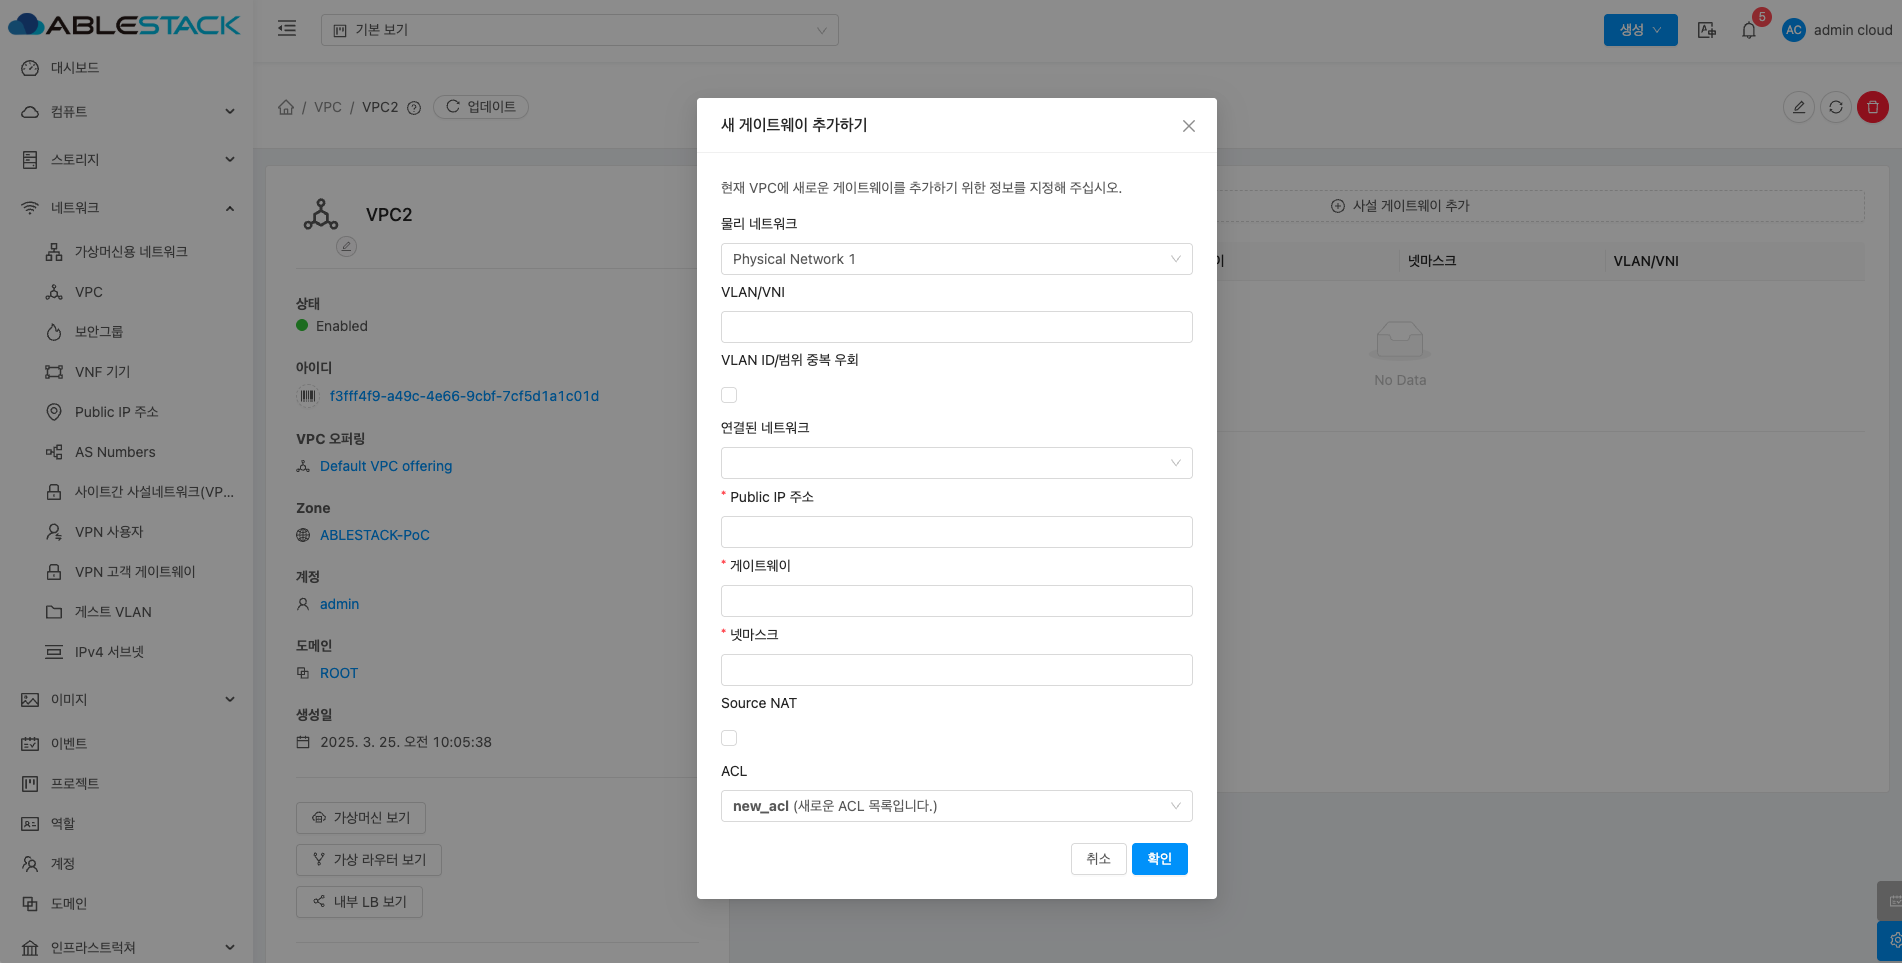 ABLESTACK
기본 보기
생성
5
AC
admin cloud
대시보드
컴퓨트
스토리지
네트워크
가상머신용 네트워크
VPC
보안그룹
VNF 기기
Public IP 주소
AS Numbers
사이트간 사설네트워크(VP...
VPN 사용자
VPN 고객 게이트웨이
게스트 VLAN
IPv4 서브넷
이미지
이벤트
프로젝트
역할
계정
도메인
인프라스트럭쳐
/ VPC / VPC2
업데이트
VPC2
상태
Enabled
아이디
f3fff4f9-a49c-4e66-9cbf-7cf5d1a1c01d
VPC 오퍼링
Default VPC offering
Zone
ABLESTACK-PoC
계정
admin
도메인
ROOT
생성일
2025. 3. 25. 오전 10:05:38
가상머신 보기
가상 라우터 보기
내부 LB 보기
새 게이트웨이 추가하기
현재 VPC에 새로운 게이트웨이를 추가하기 위한 정보를 지정해 주십시오.
물리 네트워크
Physical Network 1
VLAN/VNI
VLAN ID/범위 중복 우회
연결된 네트워크
* Public IP 주소
* 게이트웨이
* 넷마스크
Source NAT
ACL
new_acl (새로운 ACL 목록입니다.)
취소
확인
사설 게이트웨이 추가
넷마스크
VLAN/VNI
No Data